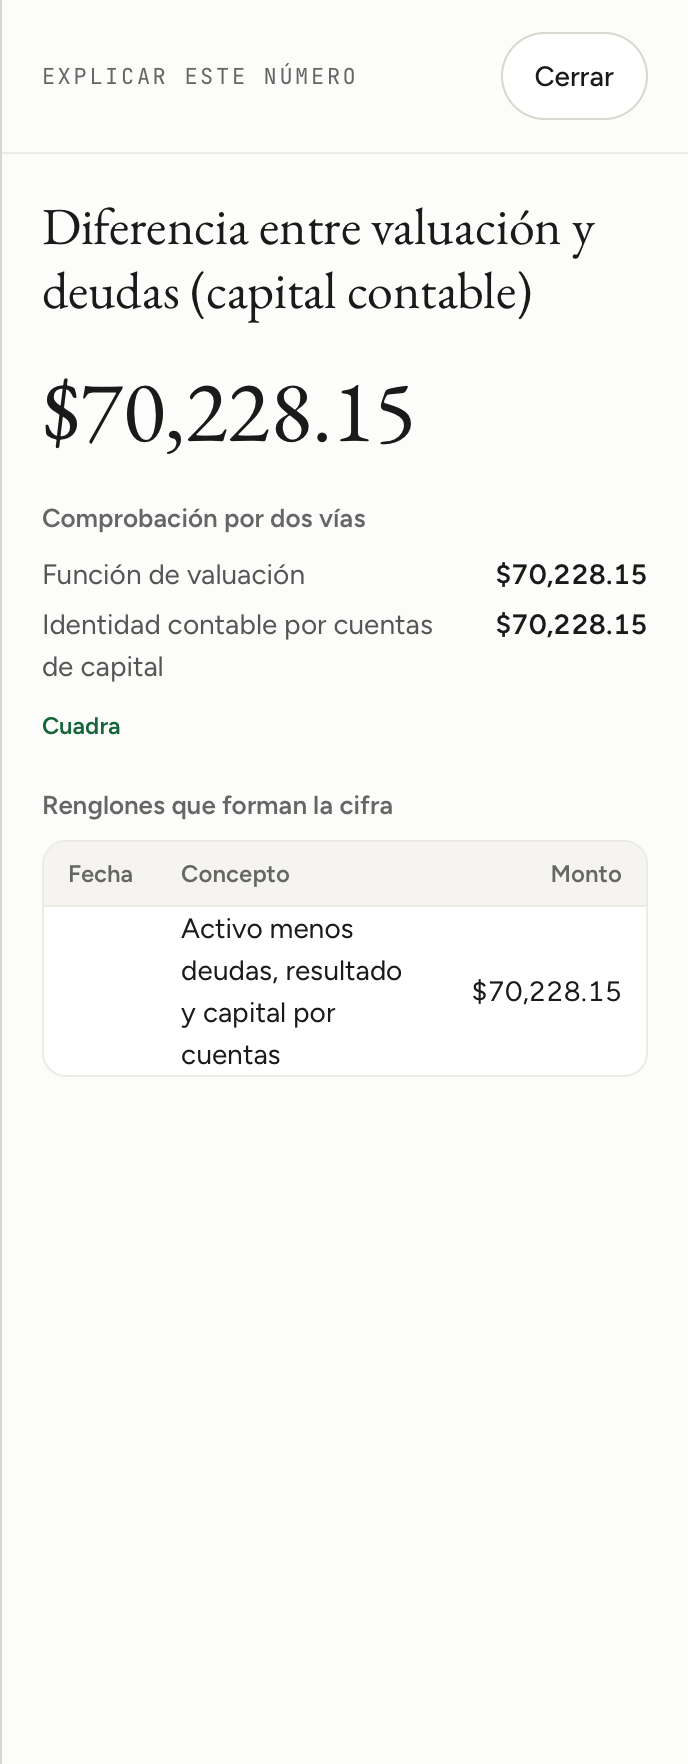 EXPLICAR ESTE NÚMERO
Cerrar
Diferencia entre valuación y
deudas (capital contable)
$70,228.15
Comprobación por dos vías
Función de valuación $70,228.15
Identidad contable por cuentas $70,228.15
de capital
Cuadra
Renglones que forman la cifra
Fecha Concepto Monto
Activo menos
deudas, resultado
y capital por
cuentas
$70,228.15